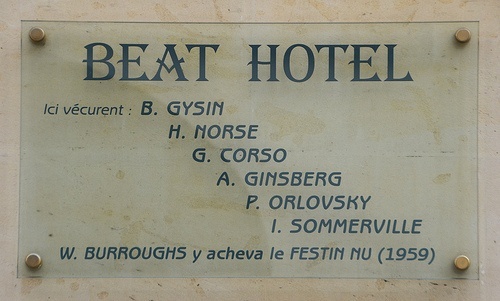 BEAT HOTEL
Ici vécurent : B. GYSIN
H. NORSE
G. CORSO
A. GINSBERG
P. ORLOVSKY
I. SOMMERVILLE
W. BURROUGHS y acheva le FESTIN NU (1959)